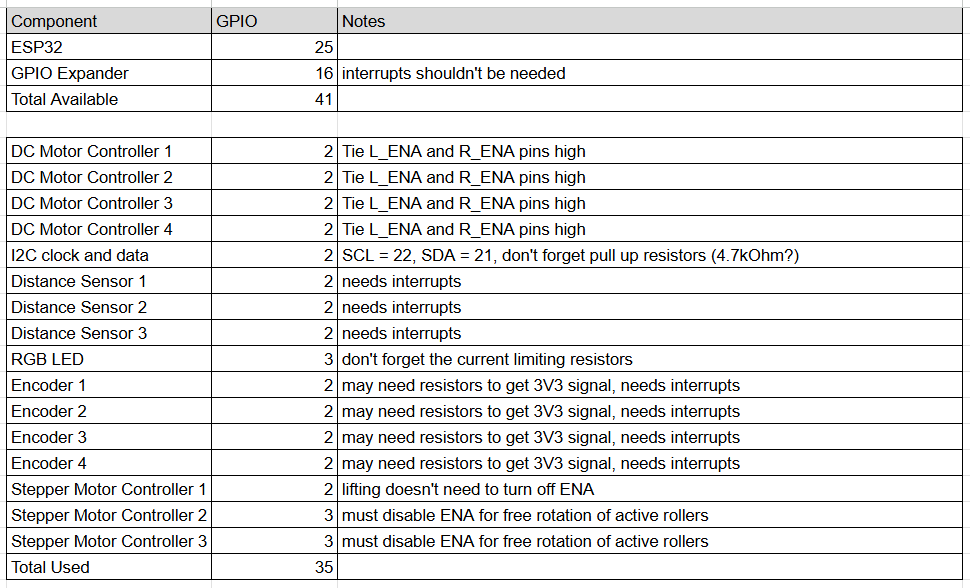 Component GPIO Notes
ESP32 25
GPIO Expander 16 interrupts shouldn't be needed
Total Available 41
DC Motor Controller 1 2 Tie L_ENA and R_ENA pins high
DC Motor Controller 2 2 Tie L_ENA and R_ENA pins high
DC Motor Controller 3 2 Tie L_ENA and R_ENA pins high
DC Motor Controller 4 2 Tie L_ENA and R_ENA pins high
I2C clock and data 2 SCL = 22, SDA = 21, don't forget pull up resistors (4.7kOhm?)
Distance Sensor 1 2 needs interrupts
Distance Sensor 2 2 needs interrupts
Distance Sensor 3 2 needs interrupts
RGB LED 3 don't forget the current limiting resistors
Encoder 1 2 may need resistors to get 3V3 signal, needs interrupts
Encoder 2 2 may need resistors to get 3V3 signal, needs interrupts
Encoder 3 2 may need resistors to get 3V3 signal, needs interrupts
Encoder 4 2 may need resistors to get 3V3 signal, needs interrupts
Stepper Motor Controller 1 2 lifting doesn't need to turn off ENA
Stepper Motor Controller 2 3 must disable ENA for free rotation of active rollers
Stepper Motor Controller 3 3 must disable ENA for free rotation of active rollers
Total Used 35